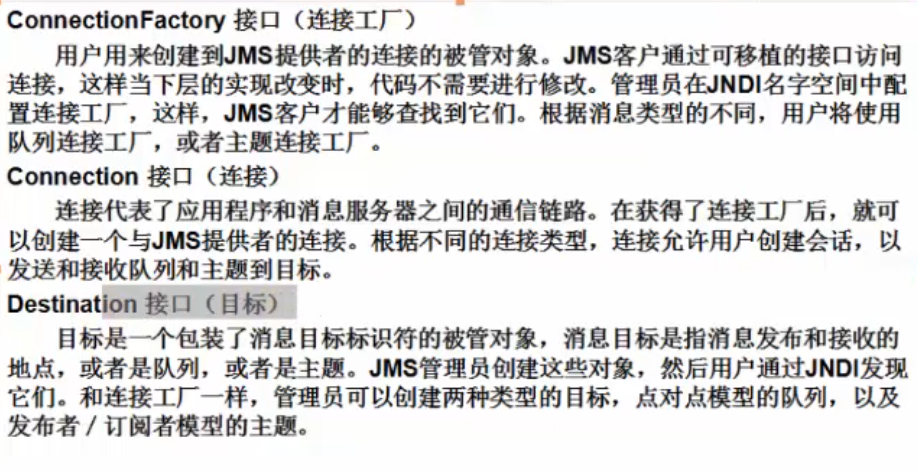 ConnectionFactory 接口（连接工厂）
用户用来创建到JMS提供者的连接的被管对象。JMS客户通过可移植的接口访问
连接，这样当下层的实现改变时，代码不需要进行修改。管理员在JNDI名字空间中配
置连接工厂，这样，JMS客户才能够查找到它们。根据消息类型的不同，用户将使用
队列连接工厂，或者主题连接工厂。
Connection 接口（连接）
连接代表了应用程序和消息服务器之间的通信链路。在获得了连接工厂后，就可
以创建一个与JMS提供者的连接。根据不同的连接类型，连接允许用户创建会话，以
发送和接收队列和主题到目标。
Destination 接口（目标）
目标是一个包装了消息目标标识符的被管对象，消息目标是指消息发布和接收的
地点，或者是队列，或者是主题。JMS管理员创建这些对象，然后用户通过JNDI发现
它们。和连接工厂一样，管理员可以创建两种类型的目标，点对点模型的队列，以及
发布者／订阅者模型的主题。